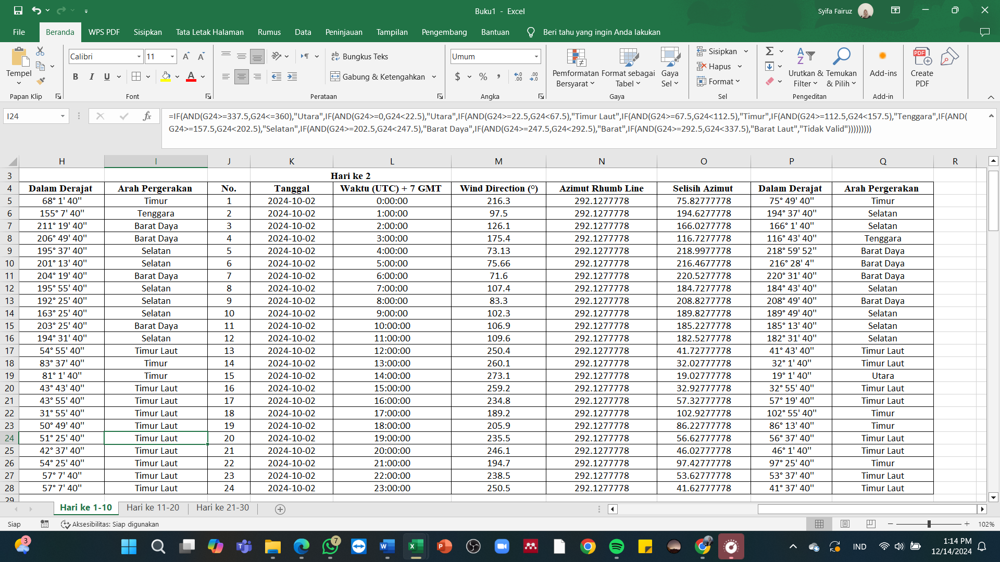 Buku1 - Excel
Syifa Fairuz
File Beranda WPS PDF Sisipkan Tata Letak Halaman Rumus Data Peninjauan Tampilan Pengembang Bantuan Beri tahu yang ingin Anda lakukan
Tempel
Papan Klip
Calibri 11
B I U
Font
Bungkus Teks
Gabung & Ketengahkan
Perataan
Umum
$ %
Angka
Pemformatan Bersyarat
Format sebagai Tabel
Gaya Sel
Gaya
Sisipkan
Hapus
Format
Sel
Urutkan & Filter
Temukan & Pilih
Pengeditan
Add-ins
Add-in
Create PDF
I24
=IF(AND(G24>=337.5,G24<=360),"Utara",IF(AND(G24>=0,G24<22.5),"Utara",IF(AND(G24>=22.5,G24<67.5),"Timur Laut",IF(AND(G24>=67.5,G24<112.5),"Timur",IF(AND(G24>=112.5,G24<157.5),"Tenggara",IF(AND(
G24>=157.5,G24<202.5),"Selatan",IF(AND(G24>=202.5,G24<247.5),"Barat Daya",IF(AND(G24>=247.5,G24<292.5),"Barat",IF(AND(G24>=292.5,G24<337.5),"Barat Laut","Tidak Valid")))))))))
H I J K L M N O P Q R
3 Hari ke 2
4 Dalam Derajat Arah Pergerakan No. Tanggal Waktu (UTC) + 7 GMT Wind Direction (°) Azimut Rhumb Line Selisih Azimut Dalam Derajat Arah Pergerakan
5 68° 1' 40" Timur 1 2024-10-02 0:00:00 216.3 292.1277778 75.82777778 75° 49' 40" Timur
6 155° 7' 40" Tenggara 2 2024-10-02 1:00:00 97.5 292.1277778 194.6277778 194° 37' 40" Selatan
7 211° 19' 40" Barat Daya 3 2024-10-02 2:00:00 126.1 292.1277778 166.0277778 166° 1' 40" Selatan
8 206° 49' 40" Barat Daya 4 2024-10-02 3:00:00 175.4 292.1277778 116.7277778 116° 43' 40" Tenggara
9 195° 37' 40" Selatan 5 2024-10-02 4:00:00 73.13 292.1277778 218.9977778 218° 59' 52" Barat Daya
10 201° 13' 40" Selatan 6 2024-10-02 5:00:00 75.66 292.1277778 216.4677778 216° 28' 4" Barat Daya
11 204° 19' 40" Barat Daya 7 2024-10-02 6:00:00 71.6 292.1277778 220.5277778 220° 31' 40" Barat Daya
12 195° 55' 40" Selatan 8 2024-10-02 7:00:00 107.4 292.1277778 184.7277778 184° 43' 40" Selatan
13 192° 25' 40" Selatan 9 2024-10-02 8:00:00 83.3 292.1277778 208.8277778 208° 49' 40" Barat Daya
14 163° 25' 40" Selatan 10 2024-10-02 9:00:00 102.3 292.1277778 189.8277778 189° 49' 40" Selatan
15 203° 25' 40" Barat Daya 11 2024-10-02 10:00:00 106.9 292.1277778 185.2277778 185° 13' 40" Selatan
16 194° 31' 40" Selatan 12 2024-10-02 11:00:00 109.6 292.1277778 182.5277778 182° 31' 40" Selatan
17 54° 55' 40" Timur Laut 13 2024-10-02 12:00:00 250.4 292.1277778 41.72777778 41° 43' 40" Timur Laut
18 83° 37' 40" Timur 14 2024-10-02 13:00:00 260.1 292.1277778 32.02777778 32° 1' 40" Timur Laut
19 81° 1' 40" Timur 15 2024-10-02 14:00:00 273.1 292.1277778 19.02777778 19° 1' 40" Utara
20 43° 43' 40" Timur Laut 16 2024-10-02 15:00:00 259.2 292.1277778 32.92777778 32° 55' 40" Timur Laut
21 43° 55' 40" Timur Laut 17 2024-10-02 16:00:00 234.8 292.1277778 57.32777778 57° 19' 40" Timur Laut
22 31° 55' 40" Timur Laut 18 2024-10-02 17:00:00 189.2 292.1277778 102.9277778 102° 55' 40" Timur
23 50° 49' 40" Timur Laut 19 2024-10-02 18:00:00 205.9 292.1277778 86.22777778 86° 13' 40" Timur
24 51° 25' 40" Timur Laut 20 2024-10-02 19:00:00 235.5 292.1277778 56.62777778 56° 37' 40" Timur Laut
25 42° 37' 40" Timur Laut 21 2024-10-02 20:00:00 246.1 292.1277778 46.02777778 46° 1' 40" Timur Laut
26 54° 25' 40" Timur Laut 22 2024-10-02 21:00:00 194.7 292.1277778 97.42777778 97° 25' 40" Timur
27 57° 7' 40" Timur Laut 23 2024-10-02 22:00:00 238.5 292.1277778 53.62777778 53° 37' 40" Timur Laut
28 57° 7' 40" Timur Laut 24 2024-10-02 23:00:00 250.5 292.1277778 41.62777778 41° 37' 40" Timur Laut
29
Hari ke 1-10 Hari ke 11-20 Hari ke 21-30
Siap Aksesibilitas: Siap digunakan 102%
3 7 IND 1:14 PM
12/14/2024